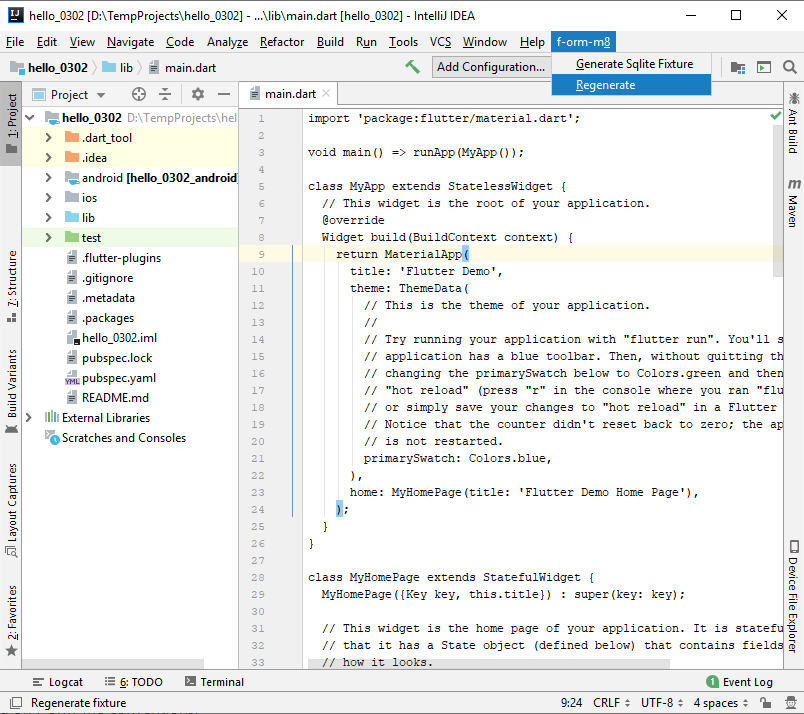 hello_0302 [D:\TempProjects\hello_0302] - ...\lib\main.dart [hello_0302] - IntelliJ IDEA
File Edit View Navigate Code Analyze Refactor Build Run Tools VCS Window Help f-orm-m8
Generate Sqlite Fixture
Regenerate
hello_0302 lib main.dart Add Configuration...
1: Project
7: Structure
Build Variants
Layout Captures
2: Favorites
Project
hello_0302 D:\TempProjects\hel
.dart_tool
.idea
android [hello_0302_android]
ios
lib
test
.flutter-plugins
.gitignore
.metadata
.packages
hello_0302.iml
pubspec.lock
YML pubspec.yaml
README.md
External Libraries
Scratches and Consoles
main.dart
1 import 'package:flutter/material.dart';
2
3 void main() => runApp(MyApp());
4
5 class MyApp extends StatelessWidget {
6 // This widget is the root of your application.
7 @override
8 Widget build(BuildContext context) {
9 return MaterialApp(
10 title: 'Flutter Demo',
11 theme: ThemeData(
12 // This is the theme of your application.
13 //
14 // Try running your application with "flutter run". You'll s
15 // application has a blue toolbar. Then, without quitting th
16 // changing the primarySwatch below to Colors.green and then
17 // "hot reload" (press "r" in the console where you ran "flu
18 // or simply save your changes to "hot reload" in a Flutter
19 // Notice that the counter didn't reset back to zero; the ap
20 // is not restarted.
21 primarySwatch: Colors.blue,
22 ),
23 home: MyHomePage(title: 'Flutter Demo Home Page'),
24 );
25 }
26 }
27
28 class MyHomePage extends StatefulWidget {
29 MyHomePage({Key key, this.title}) : super(key: key);
30
31 // This widget is the home page of your application. It is statefu
32 // that it has a State object (defined below) that contains fields
33 // how it looks.
Ant Build
m Maven
Device File Explorer
Logcat 6: TODO Terminal 1 Event Log
Regenerate fixture 9:24 CRLF UTF-8 4 spaces